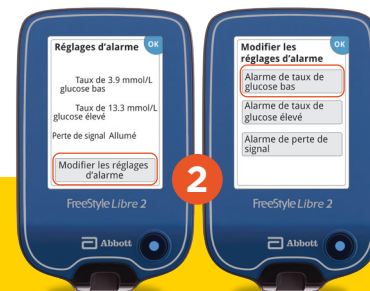 Réglages d'alarme
OK
Taux de 3.9 mmol/L
glucose bas
Taux de 13.3 mmol/L
glucose élevé
Perte de signal Allumé
Modifier les réglages
d'alarme
FreeStyle Libre 2
Abbott
2
Modifier les
réglages d'alarme
OK
Alarme de taux de
glucose bas
Alarme de taux de
glucose élevé
Alarme de perte de
signal
FreeStyle Libre 2
Abbott